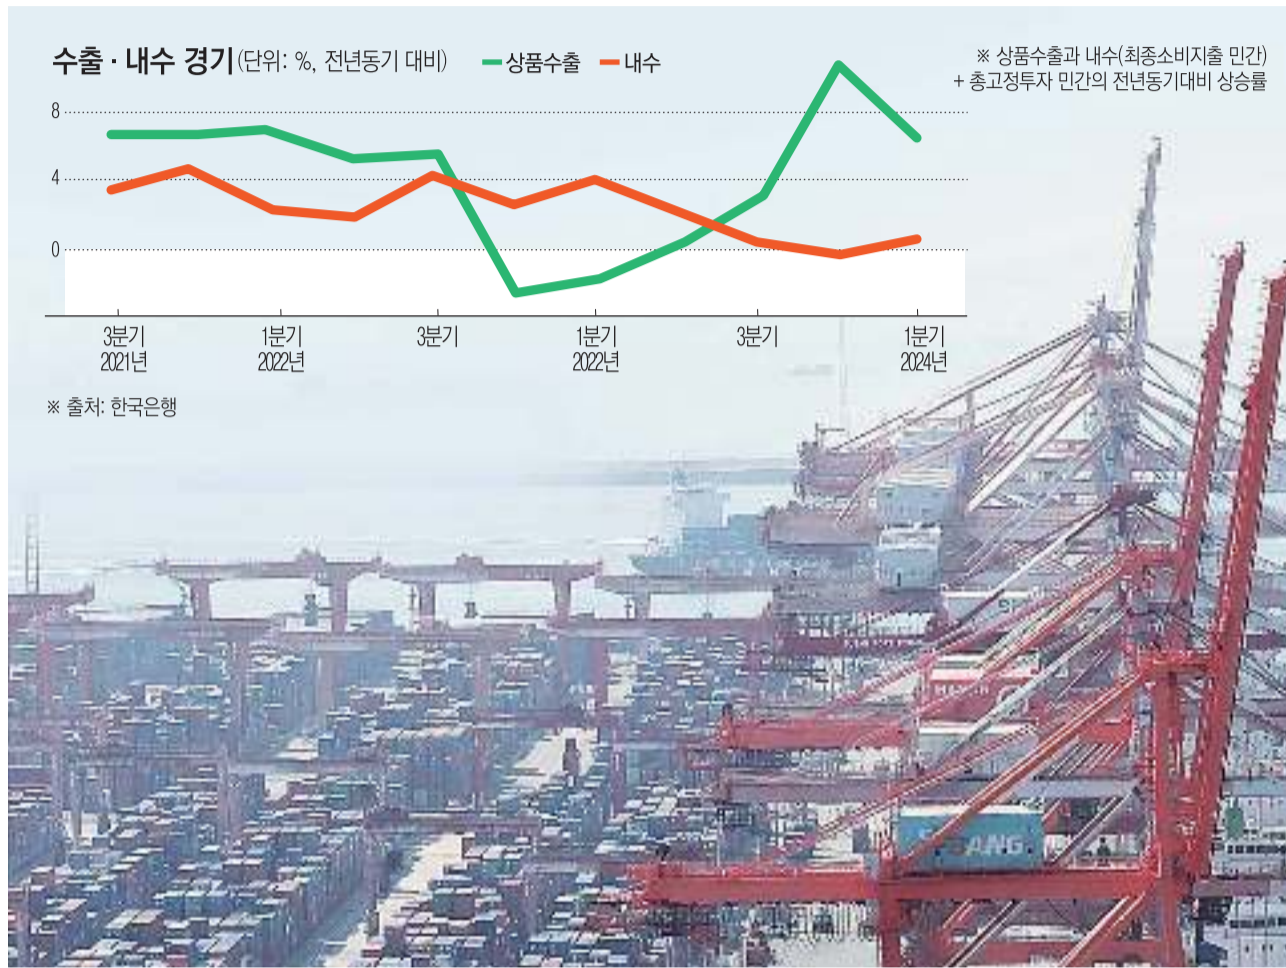 수출·내수 경기(단위: %, 전년동기 대비)
상품수출 내수
※ 상품수출과 내수(최종소비지출 민간)
+ 총고정투자 민간의 전년동기대비 상승률
8
4
0
3분기 1분기 3분기 1분기 3분기 1분기
2021년 2022년 2022년 2024년
※ 출처: 한국은행